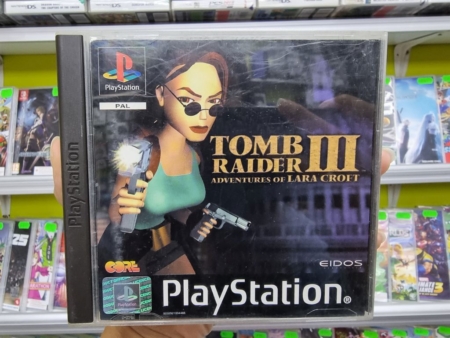 PlayStation
PAL
PlayStation
TOMB
RAIDER III
ADVENTURES OF LARA CROFT
CORE
EIDOS
PlayStation